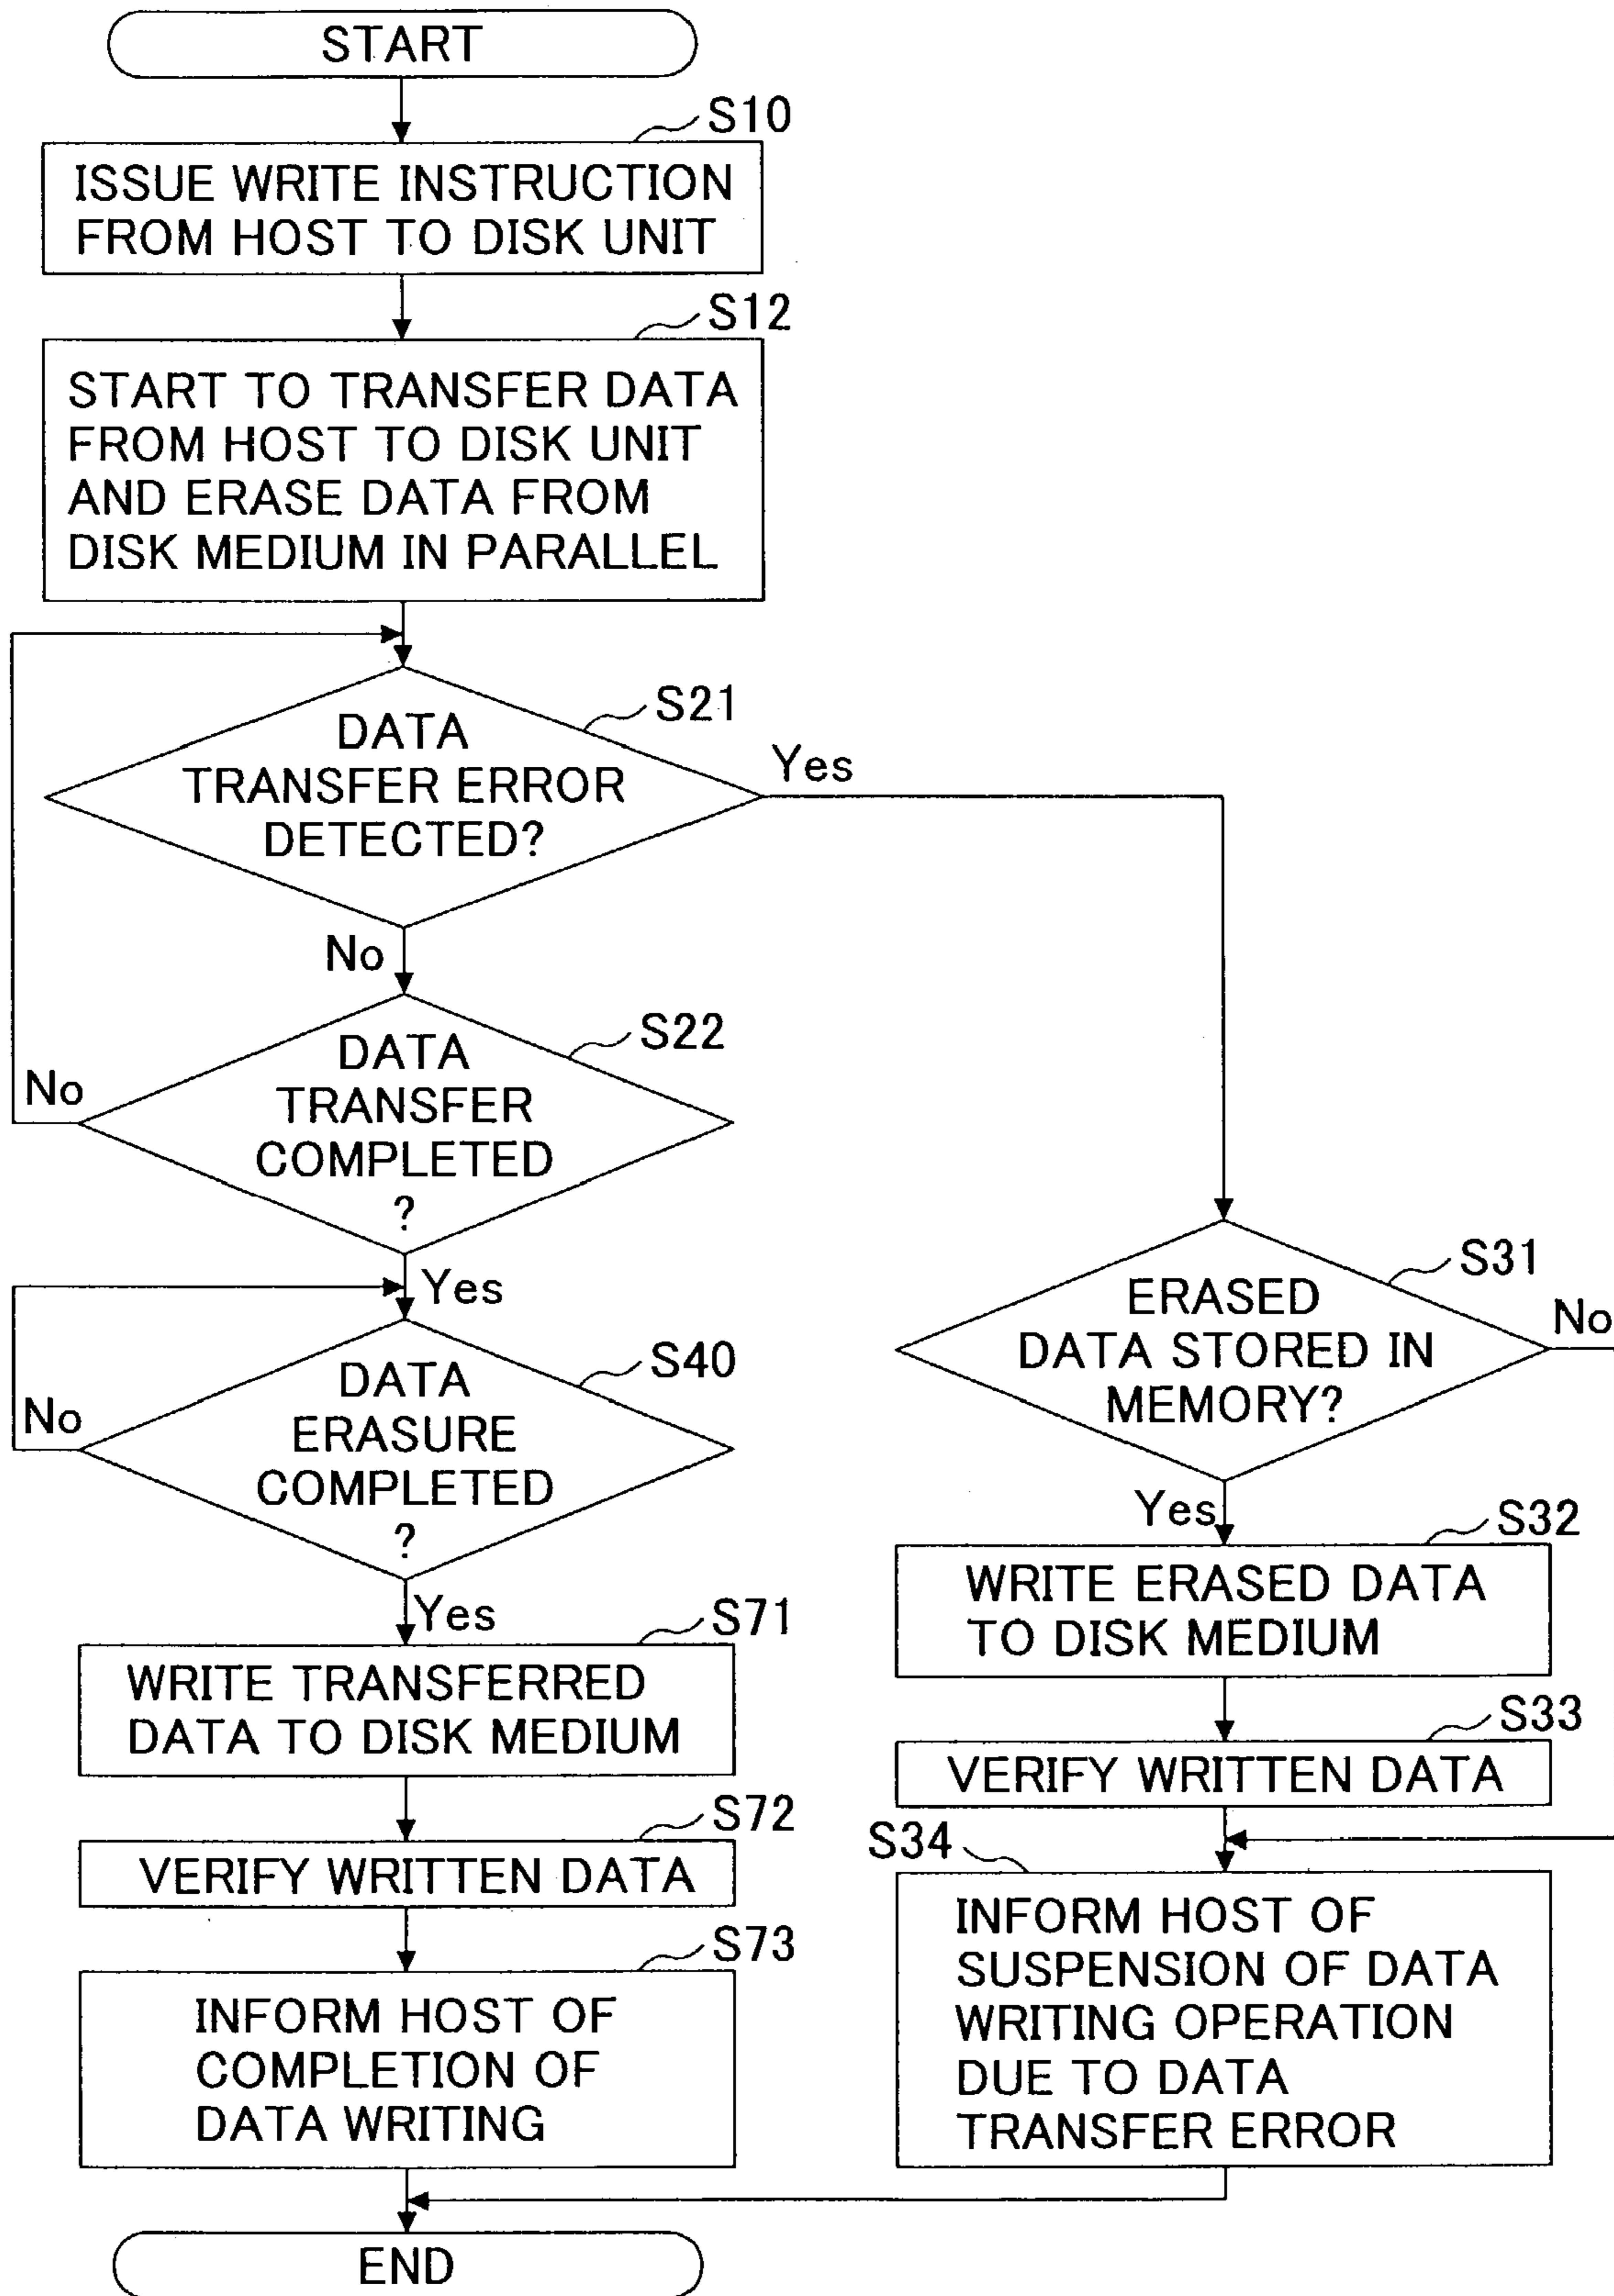 START
S10
ISSUE WRITE INSTRUCTION
FROM HOST TO DISK UNIT
S12
START TO TRANSFER DATA
FROM HOST TO DISK UNIT
AND ERASE DATA FROM
DISK MEDIUM IN PARALLEL
S21
DATA
TRANSFER ERROR
DETECTED?
Yes
No
S22
DATA
TRANSFER
COMPLETED
?
No
Yes
S40
DATA
ERASURE
COMPLETED
?
No
Yes
S71
WRITE TRANSFERRED
DATA TO DISK MEDIUM
S72
VERIFY WRITTEN DATA
S73
INFORM HOST OF
COMPLETION OF
DATA WRITING
S31
ERASED
DATA STORED IN
MEMORY?
No
Yes
S32
WRITE ERASED DATA
TO DISK MEDIUM
S33
VERIFY WRITTEN DATA
S34
INFORM HOST OF
SUSPENSION OF DATA
WRITING OPERATION
DUE TO DATA
TRANSFER ERROR
END